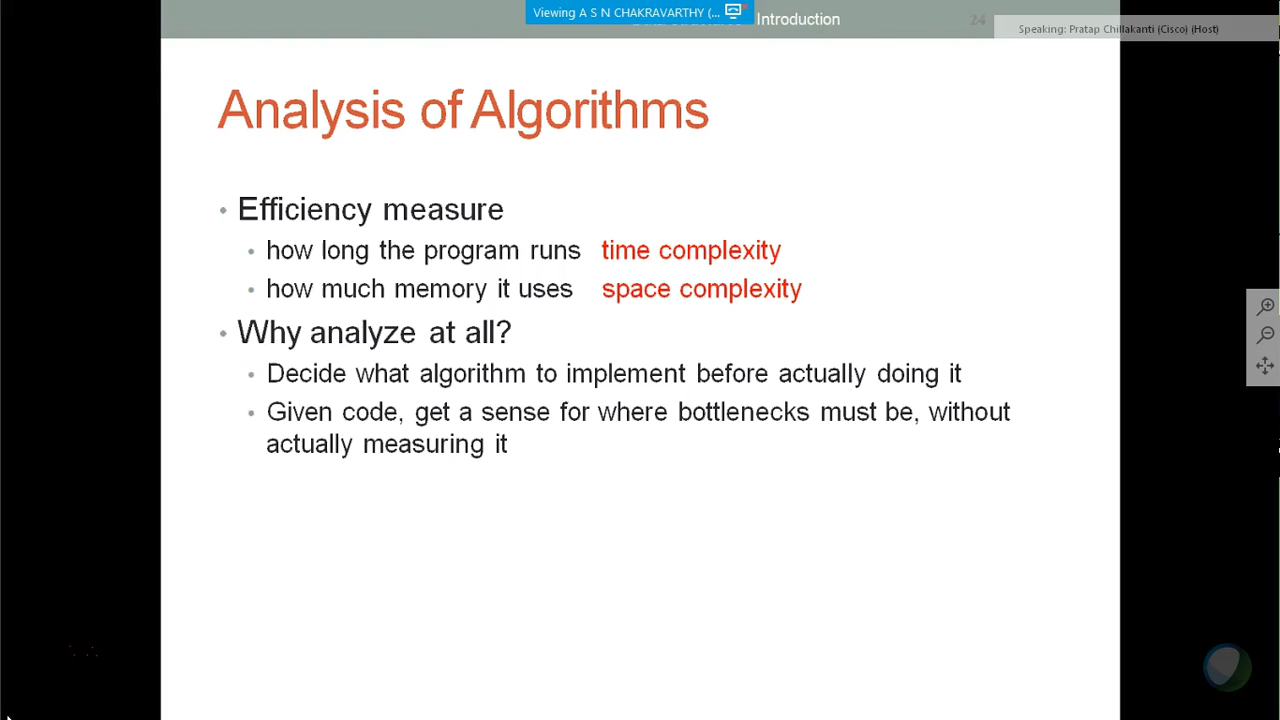 Viewing A S N CHAKRAVARTHY (...
Introduction
24
Speaking: Pratap Chillakanti (Cisco) (Host)
Analysis of Algorithms
• Efficiency measure
• how long the program runs time complexity
• how much memory it uses space complexity
• Why analyze at all?
• Decide what algorithm to implement before actually doing it
• Given code, get a sense for where bottlenecks must be, without
actually measuring it